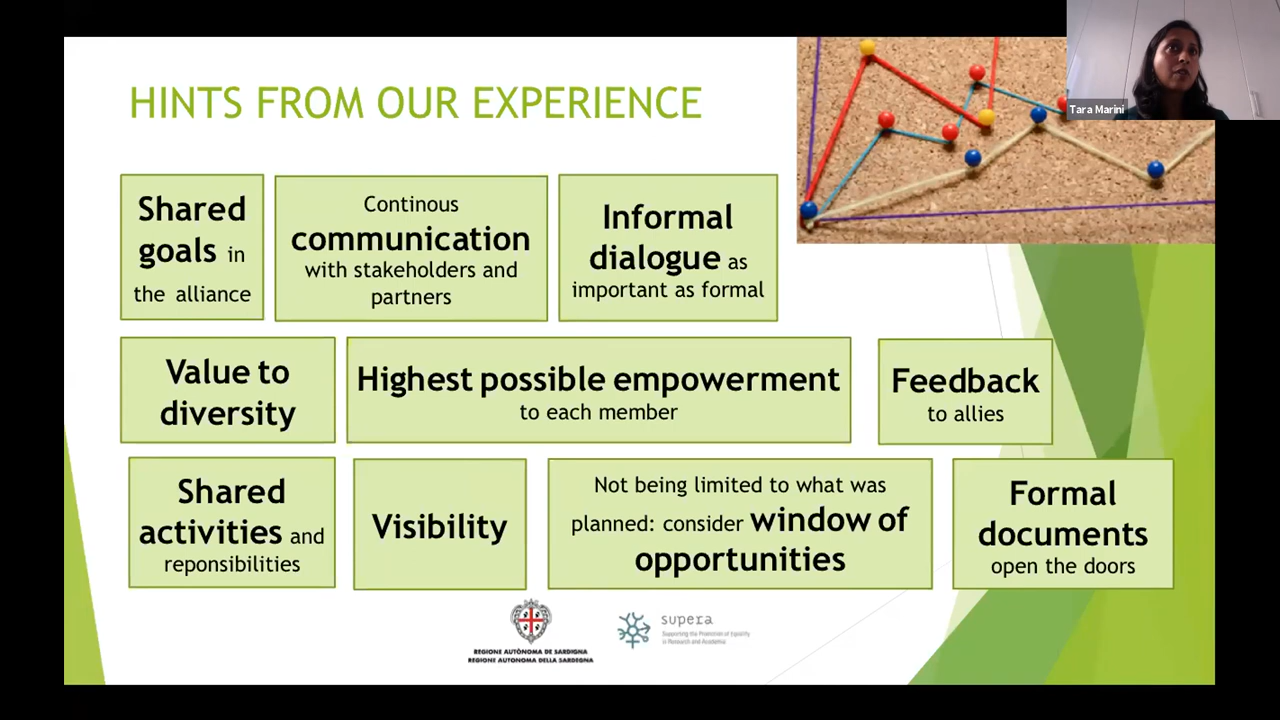 HINTS FROM OUR EXPERIENCE
Tara Marini
Shared
goals in
the alliance
Continous
communication
with stakeholders and
partners
Informal
dialogue as
important as formal
Value to
diversity
Highest possible empowerment
to each member
Feedback
to allies
Shared
activities and
reponsibilities
Visibility
Not being limited to what was
planned: consider window of
opportunities
Formal
documents
open the doors
REGIONE AUTÒNOMA DE SARDIGNA
REGIONE AUTONOMA DELLA SARDEGNA
supera
Supporting the Promotion of Equality
in Research and Academia